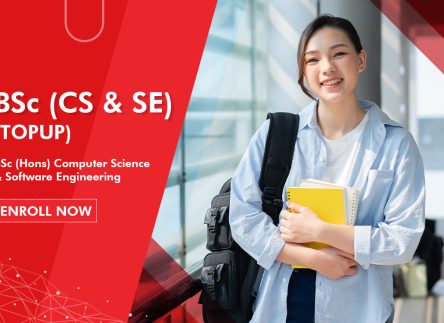 BSc (CS & SE)
(TOPUP)
Sc (Hons) Computer Science
& Software Engineering
ENROLL NOW